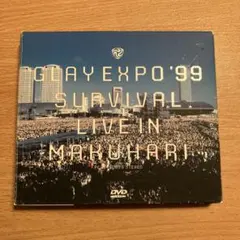 GLAY EXPO '99
SURVIVAL
LIVE IN
MAKUHARI
DVD